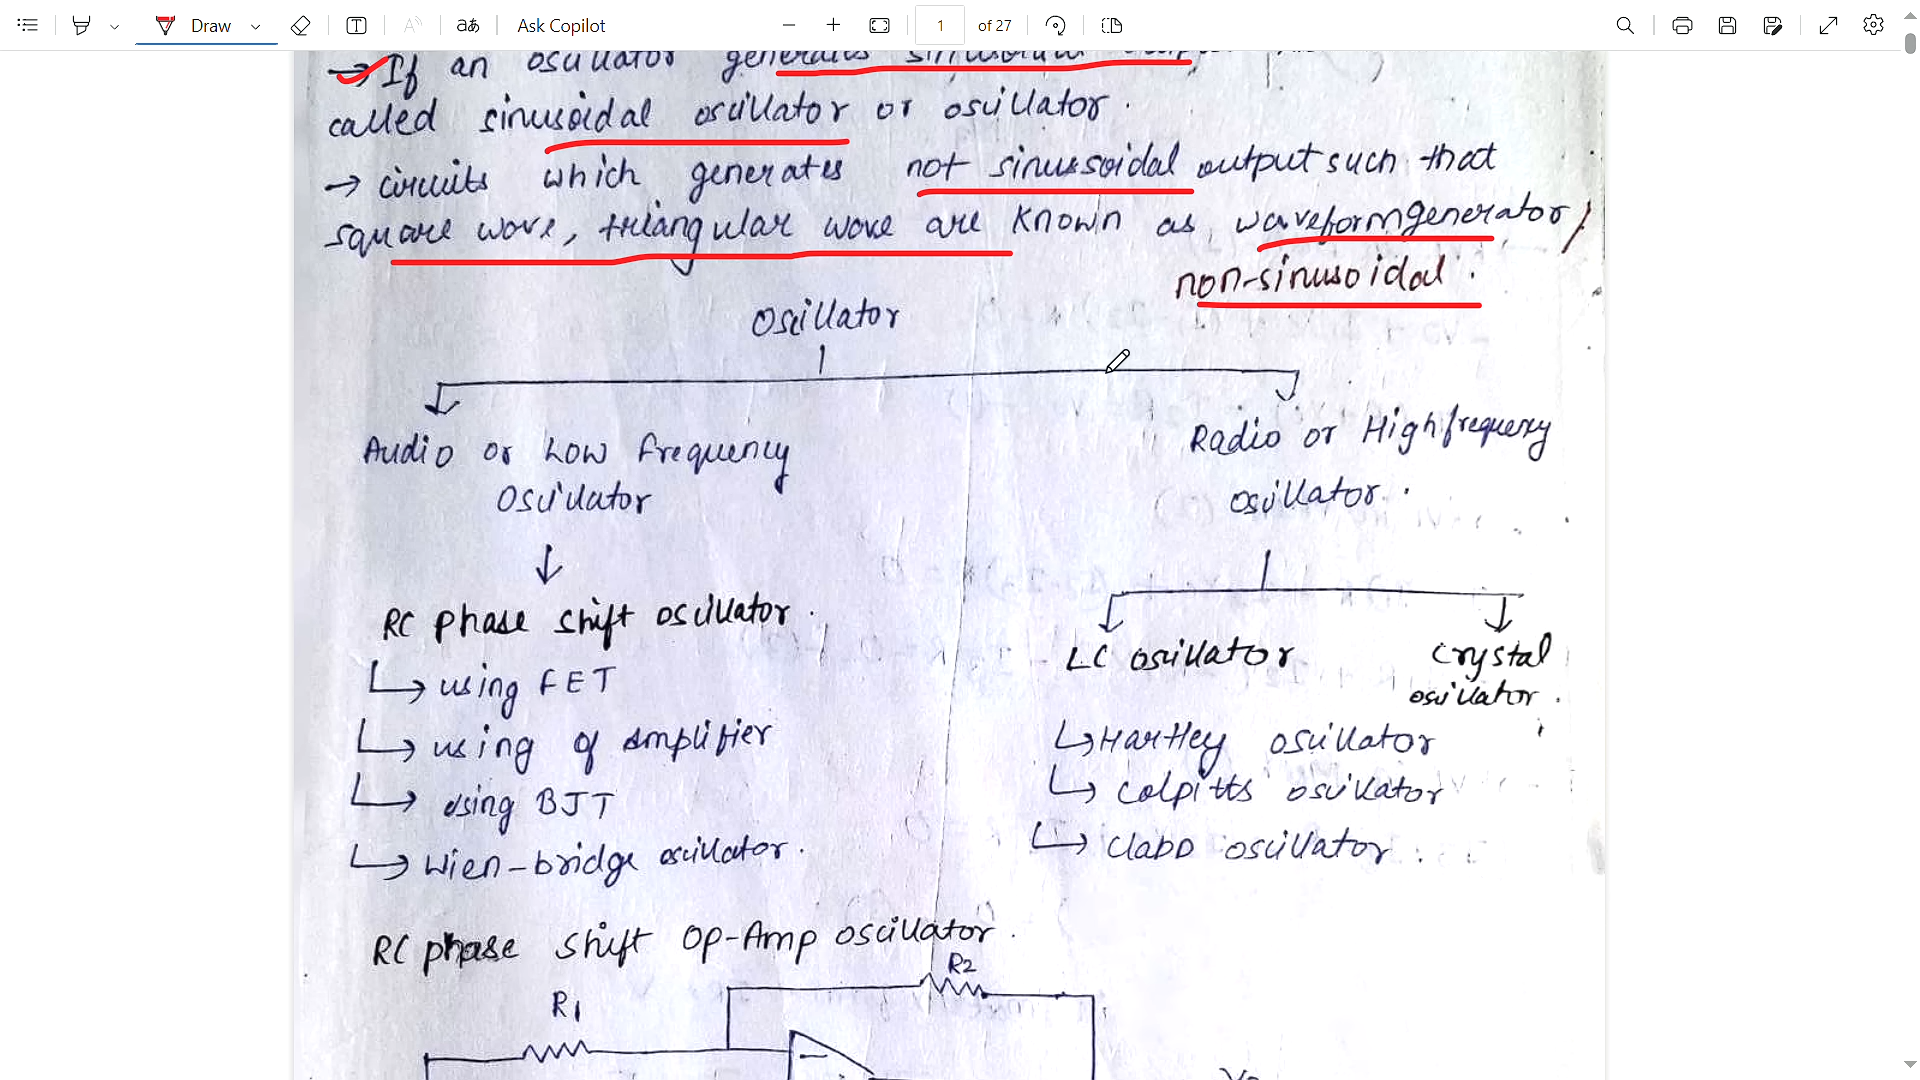 Draw
Ask Copilot
1 of 27
→ If an oscillator generates sinusoidal
called sinusoidal oscillator or oscillator.
→ circuits which generates not sinussoidal output such that
square wave, triangular wave are known as waveform generator/
non-sinusoidal.
Oscillator
Audio or Low frequency
Oscillator
Radio or High frequency
oscillator.
RC phase shift oscillator.
using FET
using of amplifier
using BJT
Wien-bridge oscillator.
LC oscillator
Crystal
oscillator.
Hartley oscillator
Colpitts oscillator
Clapp oscillator.
RC phase shift Op-Amp oscillator.
R2
R1